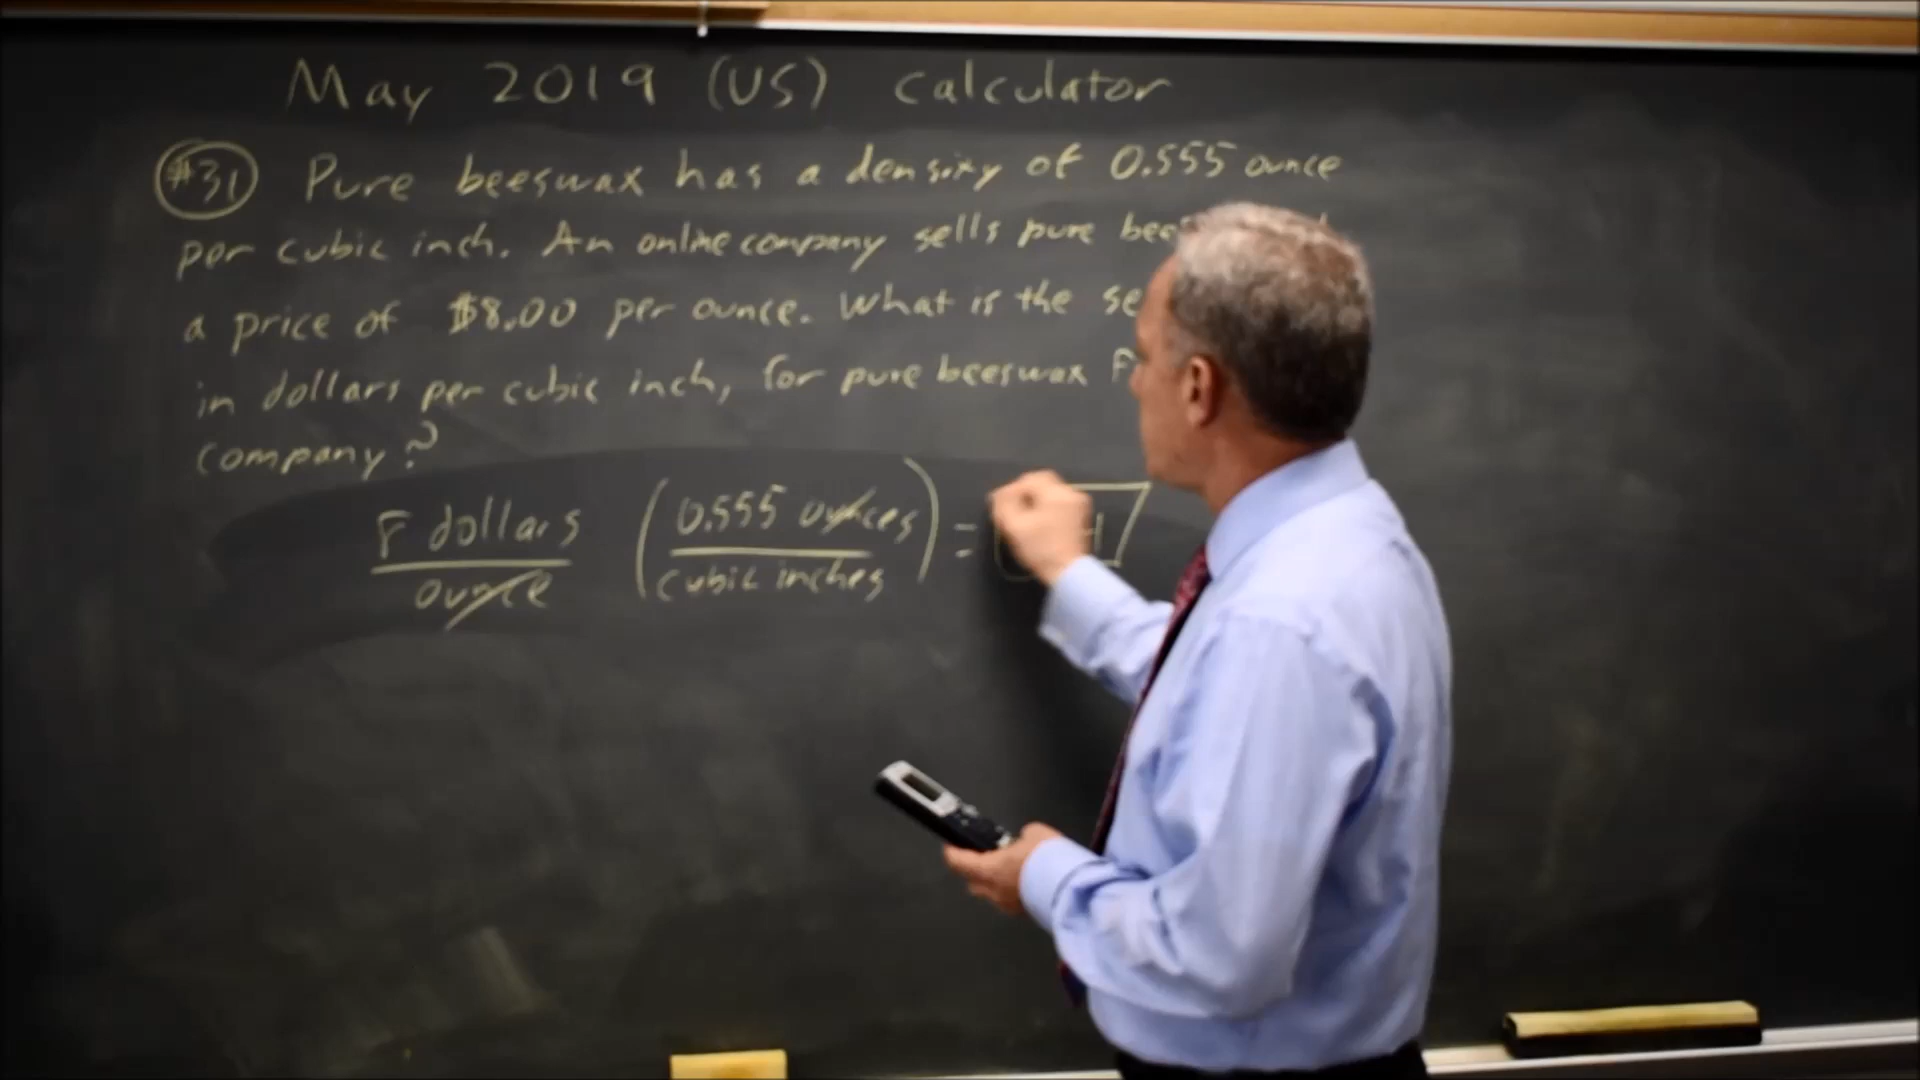 May 2019 (US) Calculator
#31 Pure beeswax has a density of 0.555 ounce
per cubic inch. An online company sells pure
a price of $8.00 per ounce. What is the
in dollars per cubic inch, for pure beeswax
company?
8 dollars (0.555 ounces) =
ounce cubic inches